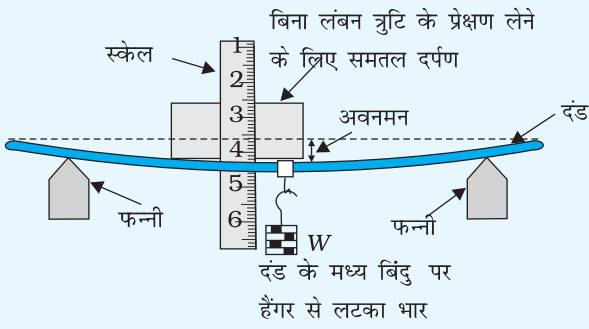 बिना लंबन त्रुटि के प्रेक्षण लेने
के लिए समतल दर्पण
स्केल
1
2
3
4
5
6
अवनमन
दंड
फन्नी
फन्नी
W
दंड के मध्य बिंदु पर
हैंगर से लटका भार